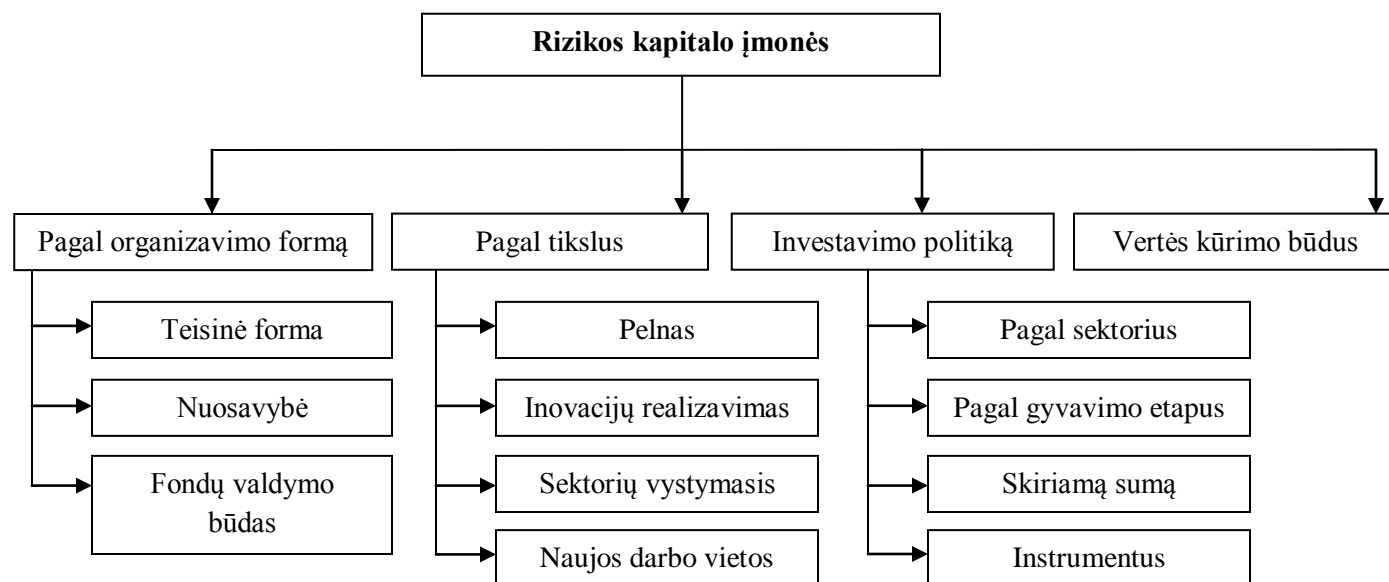 Rizikos kapitalo įmonės
Pagal organizavimo formą
Pagal tikslus
Investavimo politiką
Vertės kūrimo būdus
Teisinė forma
Nuosavybė
Fondų valdymo
būdas
Pelnas
Inovacijų realizavimas
Sektorių vystymasis
Naujos darbo vietos
Pagal sektorius
Pagal gyvavimo etapus
Skiriamą sumą
Instrumentus